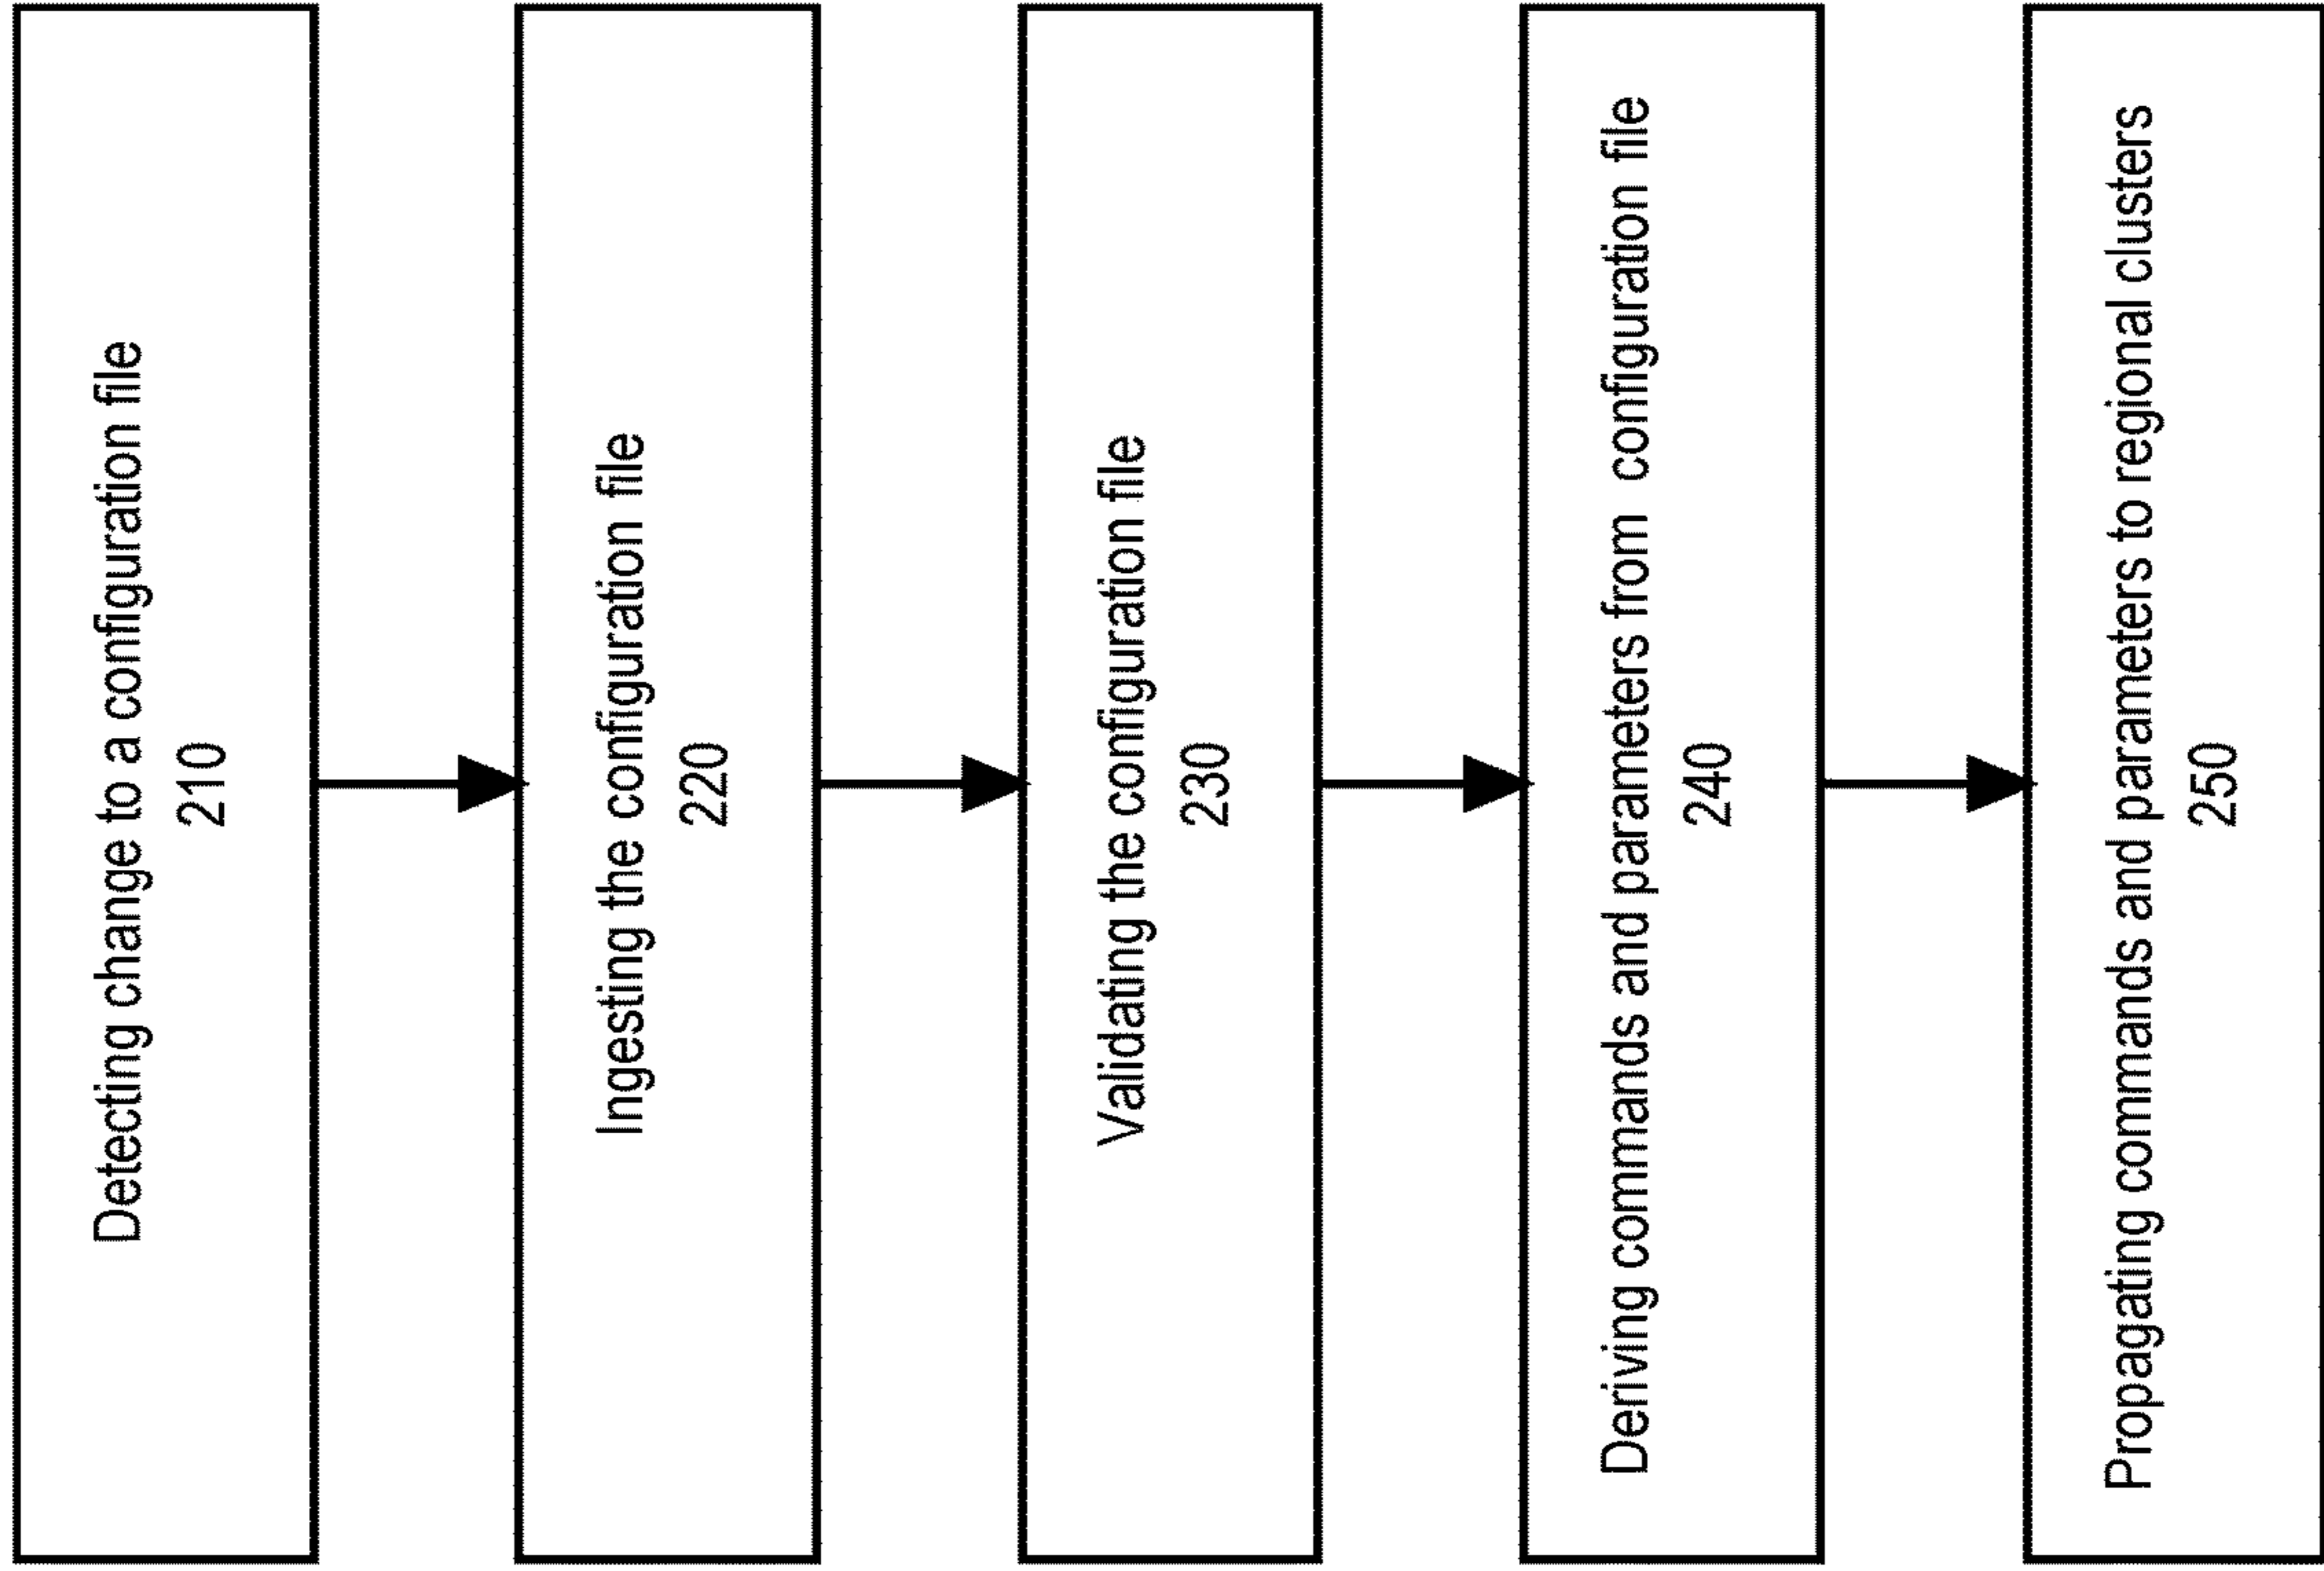 Detecting change to a configuration file
210
Ingesting the configuration file
220
Validating the configuration file
230
Deriving commands and parameters from configuration file
240
Propagating commands and parameters to regional clusters
250